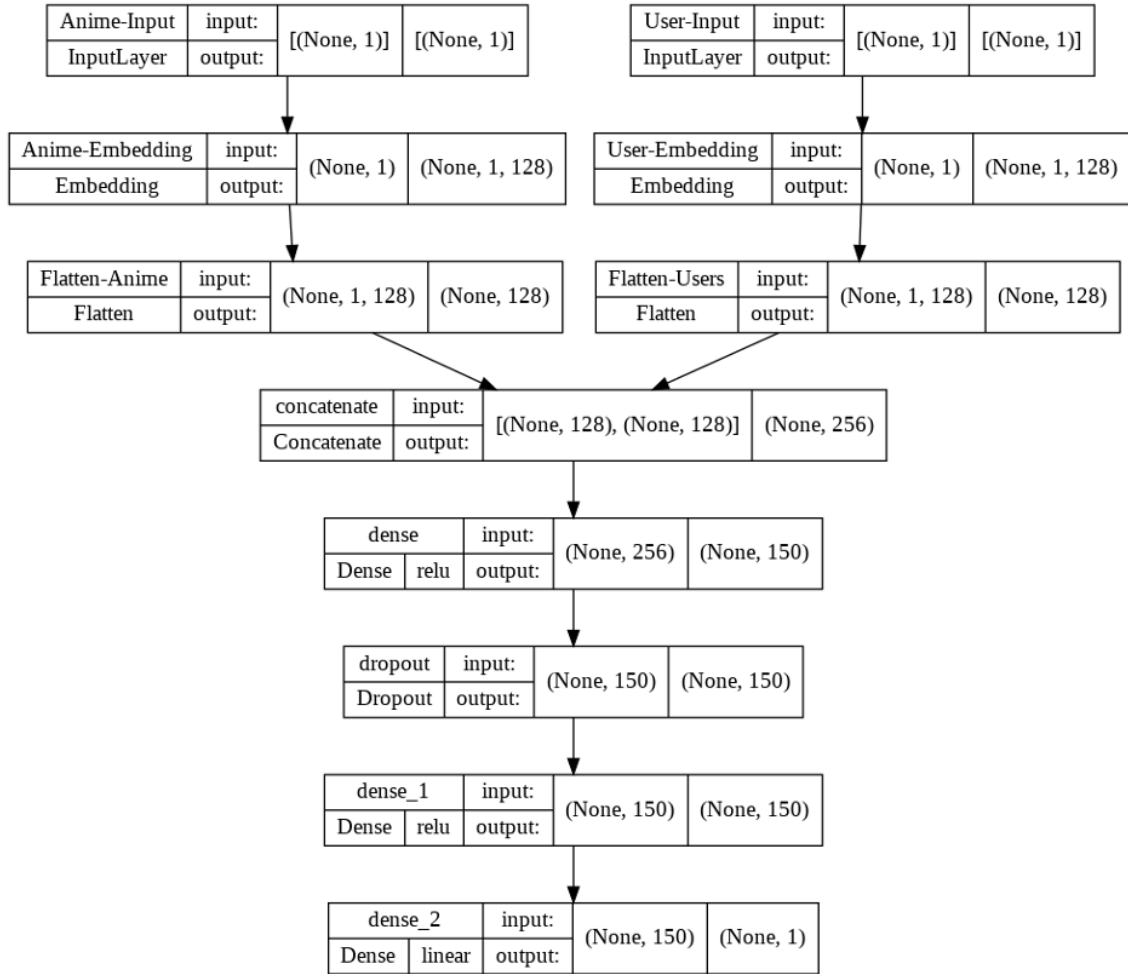 Anime-Input input: [(None, 1)] [(None, 1)]
InputLayer output:
User-Input input: [(None, 1)] [(None, 1)]
InputLayer output:
Anime-Embedding input: (None, 1) (None, 1, 128)
Embedding output:
User-Embedding input: (None, 1) (None, 1, 128)
Embedding output:
Flatten-Anime input: (None, 1, 128) (None, 128)
Flatten output:
Flatten-Users input: (None, 1, 128) (None, 128)
Flatten output:
concatenate input: [(None, 128), (None, 128)] (None, 256)
Concatenate output:
dense input: (None, 256) (None, 150)
Dense relu output:
dropout input: (None, 150) (None, 150)
Dropout output:
dense_1 input: (None, 150) (None, 150)
Dense relu output:
dense_2 input: (None, 150) (None, 1)
Dense linear output: